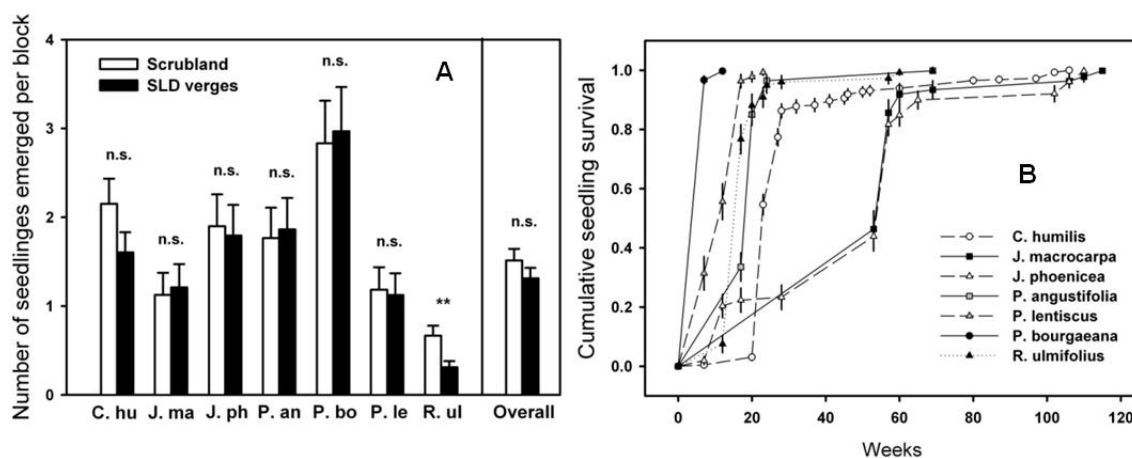 Number of seedlinges emerged per block
4
3
2
1
0
Scrubland
SLD verges
A
n.s.
n.s.
n.s.
n.s.
n.s.
n.s.
**
n.s.
C. hu
J. ma
J. ph
P. an
P. bo
P. le
R. ul
Overall
Cumulative seedling survival
1.0
0.8
0.6
0.4
0.2
0.0
B
C. humilis
J. macrocarpa
J. phoenicea
P. angustifolia
P. lentiscus
P. bourgaeana
R. ulmifolius
0
20
40
60
80
100
120
Weeks